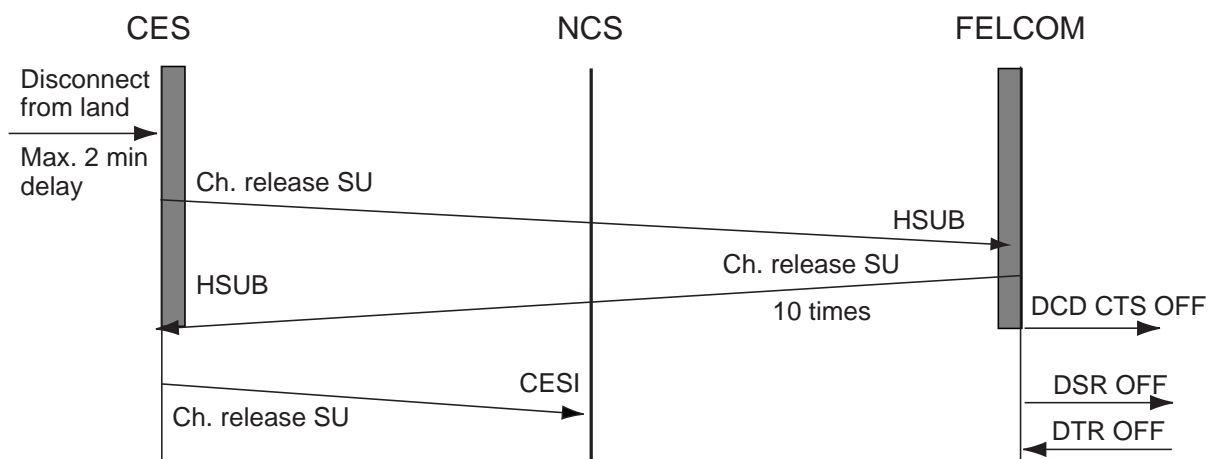 CES
NCS
FELCOM
Disconnect
from land
Max. 2 min
delay
Ch. release SU
HSUB
Ch. release SU
HSUB
10 times
DCD CTS OFF
CESI
DSR OFF
Ch. release SU
DTR OFF